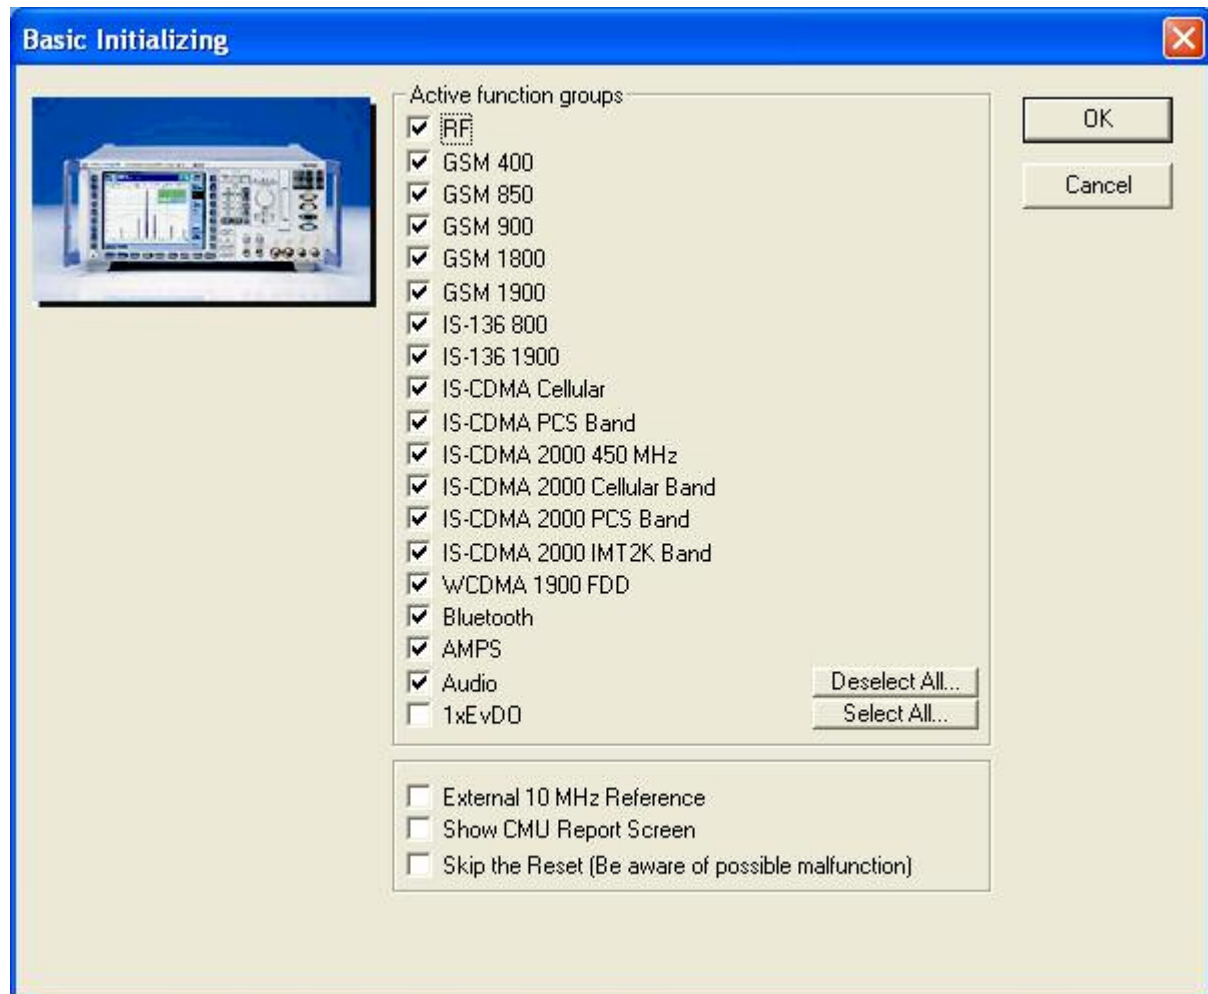 Basic Initializing
Active function groups
RF
GSM 400
GSM 850
GSM 900
GSM 1800
GSM 1900
IS-136 800
IS-136 1900
IS-CDMA Cellular
IS-CDMA PCS Band
IS-CDMA 2000 450 MHz
IS-CDMA 2000 Cellular Band
IS-CDMA 2000 PCS Band
IS-CDMA 2000 IMT2K Band
WCDMA 1900 FDD
Bluetooth
AMPS
Audio
1xEvDO
Deselect All...
Select All...
External 10 MHz Reference
Show CMU Report Screen
Skip the Reset (Be aware of possible malfunction)
OK
Cancel